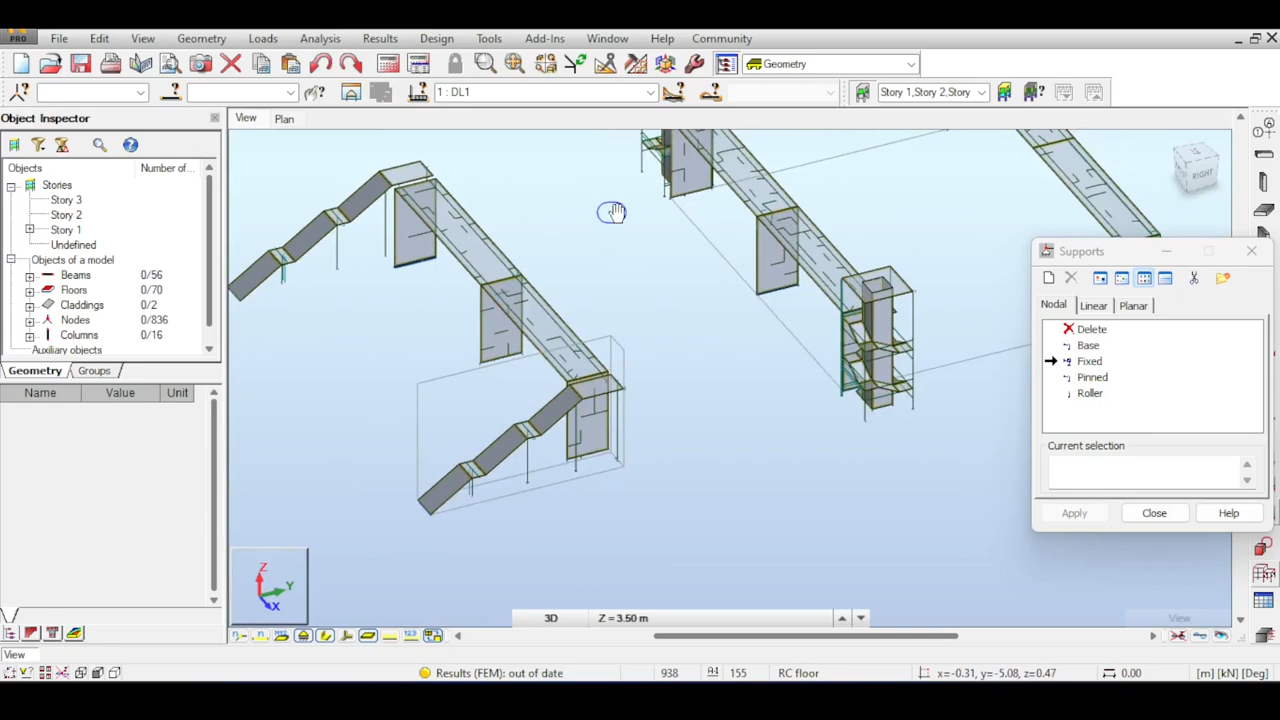 PRO File Edit View Geometry Loads Analysis Results Design Tools Add-Ins Window Help Community
Geometry
1 : DL1 Story 1,Story 2,Story
Object Inspector
View Plan
Objects Number of...
Stories
Story 3
Story 2
Story 1
Undefined
Objects of a model
Beams 0/56
Floors 0/70
Claddings 0/2
Nodes 0/836
Columns 0/16
Auxiliary objects
Geometry Groups
Name Value Unit
RIGHT
Supports
Nodal Linear Planar
Delete
Base
Fixed
Pinned
Roller
Current selection
Apply Close Help
Z
Y
X
3D Z = 3.50 m
View
View
Results (FEM): out of date 938 155 RC floor x=-0.31, y=-5.08, z=0.47 0.00 [m] [kN] [Deg]